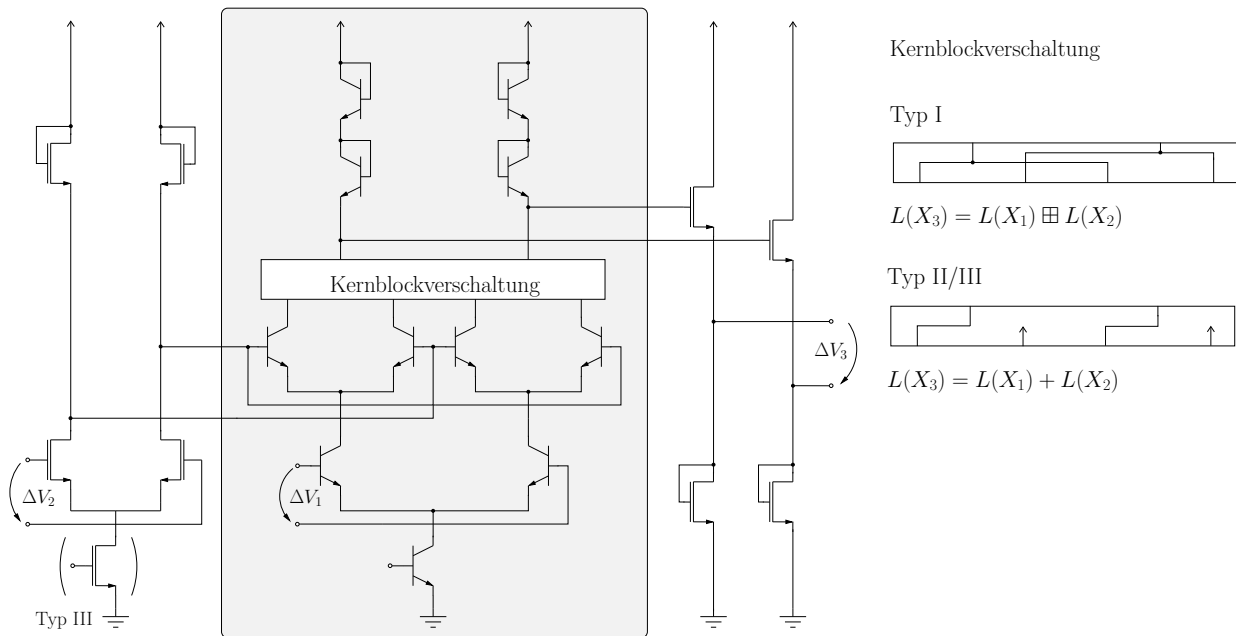 Kernblockverschaltung
Typ I
L(X₃) = L(X₁) ⊞ L(X₂)
Typ II/III
L(X₃) = L(X₁) + L(X₂)
Kernblockverschaltung
ΔV₃
ΔV₂
ΔV₁
Typ III